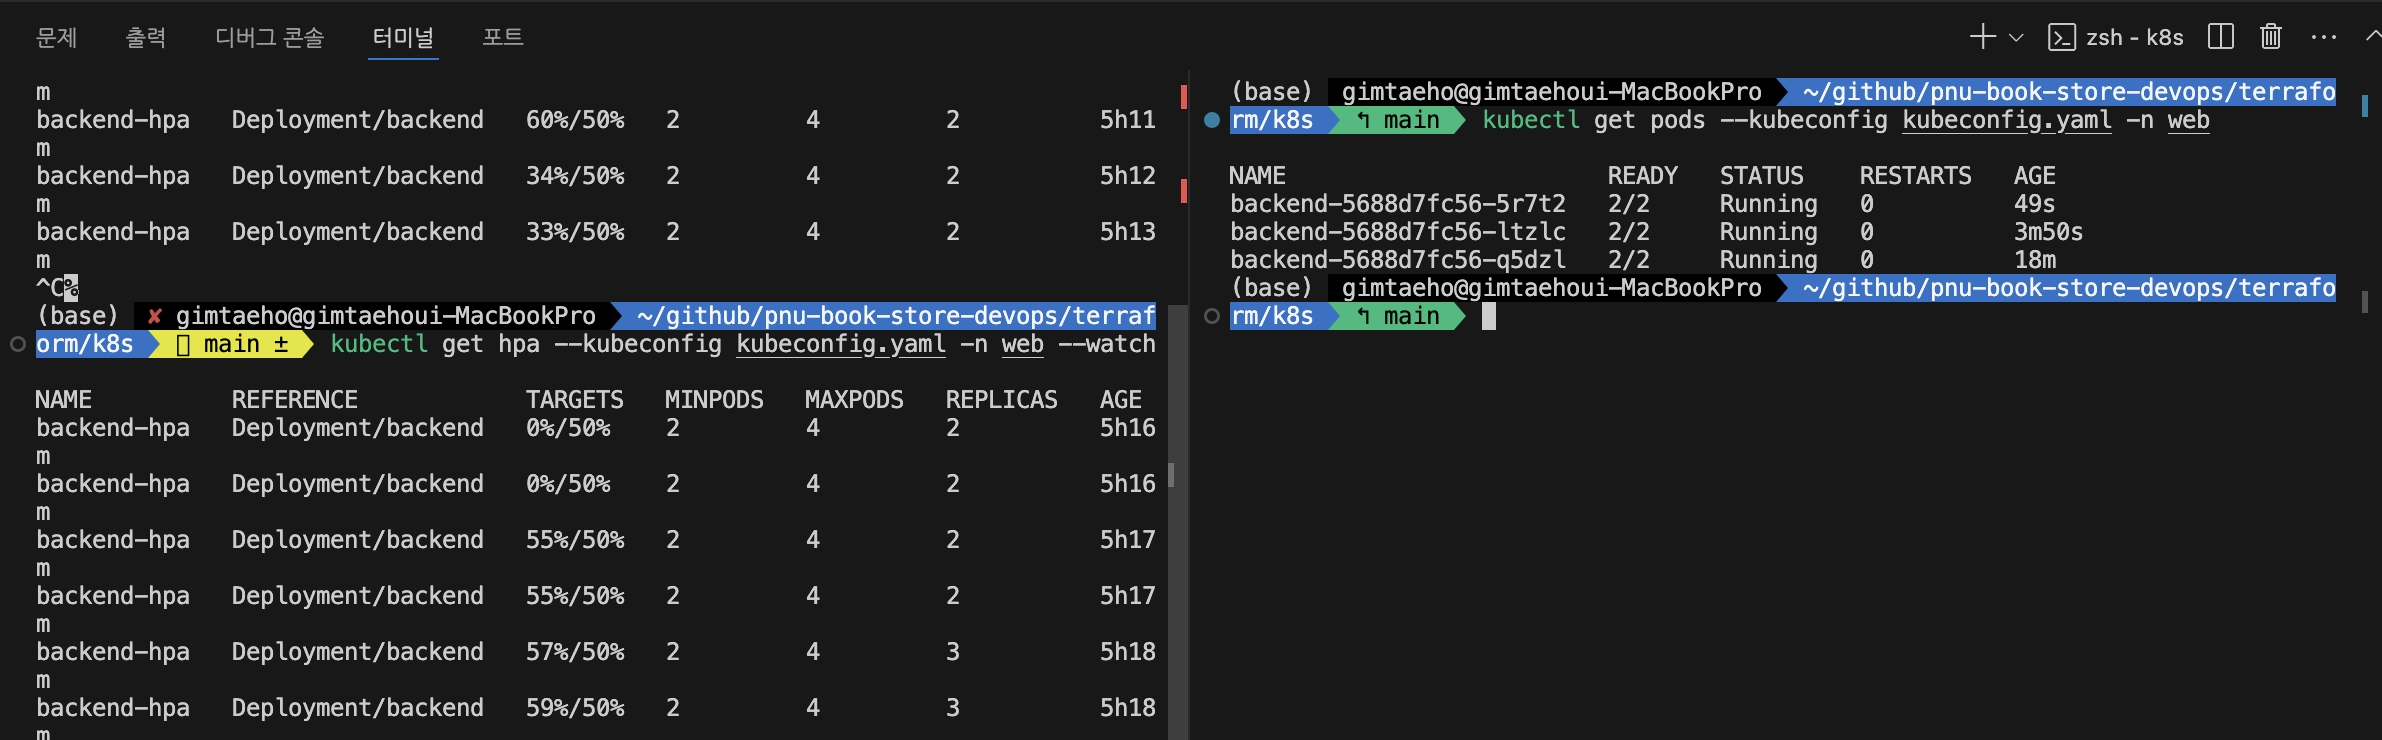 문제 출력 디버그 콘솔 터미널 포트 zsh - k8s
m
backend-hpa Deployment/backend 60%/50% 2 4 2 5h11
m
backend-hpa Deployment/backend 34%/50% 2 4 2 5h12
m
backend-hpa Deployment/backend 33%/50% 2 4 2 5h13
m
^C%
(base) ✘ gimtaeho@gimtaehoui-MacBookPro ~/github/pnu-book-store-devops/terraf
orm/k8s main ± kubectl get hpa --kubeconfig kubeconfig.yaml -n web --watch
NAME REFERENCE TARGETS MINPODS MAXPODS REPLICAS AGE
backend-hpa Deployment/backend 0%/50% 2 4 2 5h16
m
backend-hpa Deployment/backend 0%/50% 2 4 2 5h16
m
backend-hpa Deployment/backend 55%/50% 2 4 2 5h17
m
backend-hpa Deployment/backend 55%/50% 2 4 2 5h17
m
backend-hpa Deployment/backend 57%/50% 2 4 3 5h18
m
backend-hpa Deployment/backend 59%/50% 2 4 3 5h18
m
(base) gimtaeho@gimtaehoui-MacBookPro ~/github/pnu-book-store-devops/terrafo
rm/k8s ↰ main kubectl get pods --kubeconfig kubeconfig.yaml -n web
NAME READY STATUS RESTARTS AGE
backend-5688d7fc56-5r7t2 2/2 Running 0 49s
backend-5688d7fc56-ltzlc 2/2 Running 0 3m50s
backend-5688d7fc56-q5dzl 2/2 Running 0 18m
(base) gimtaeho@gimtaehoui-MacBookPro ~/github/pnu-book-store-devops/terrafo
rm/k8s ↰ main